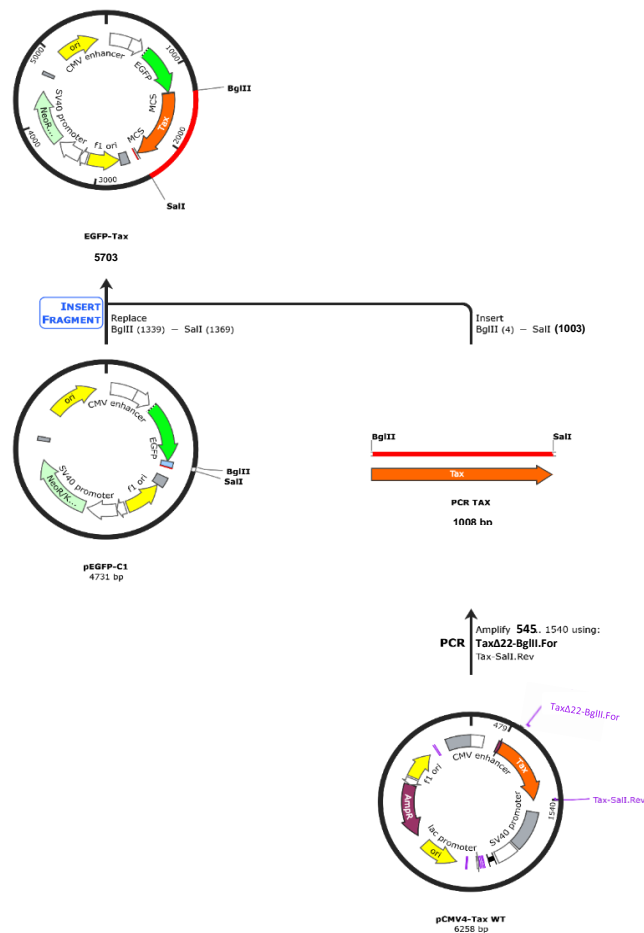 5000
ori
CMV enhancer
1000
EGFP
BglII
MCS
Tax
2000
MCS
f1 ori
SV40 promoter
NeoR...
4000
3000
SalI
EGFP-Tax
5703
INSERT
FRAGMENT
Replace
BglII (1339) – SalI (1369)
Insert
BglII (4) – SalI (1003)
ori
CMV enhancer
EGFP
BglII
SalI
f1 ori
SV40 promoter
NeoR/K...
pEGFP-C1
4731 bp
BglII
SalI
Tax
PCR TAX
1008 bp
PCR
Amplify 545.. 1540 using:
TaxΔ22-BglII.For
Tax-SalI.Rev
TaxΔ22-BglII.For
479
CMV enhancer
f1 ori
Tax
AmpR
Tax-SalI.Rev
1540
SV40 promoter
lac promoter
ori
pCMV4-Tax WT
6258 bp